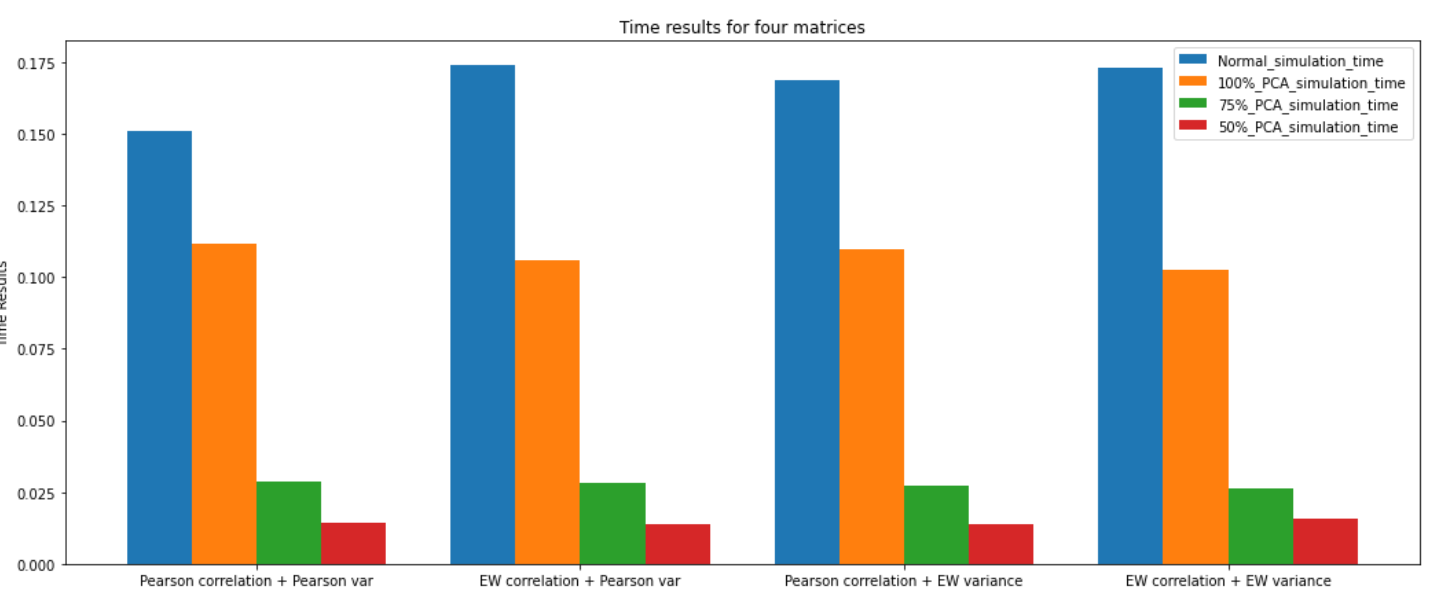 Time results for four matrices
Normal_simulation_time
100%_PCA_simulation_time
75%_PCA_simulation_time
50%_PCA_simulation_time
0.175
0.150
0.125
0.100
0.075
0.050
0.025
0.000
Results
Pearson correlation + Pearson var
EW correlation + Pearson var
Pearson correlation + EW variance
EW correlation + EW variance